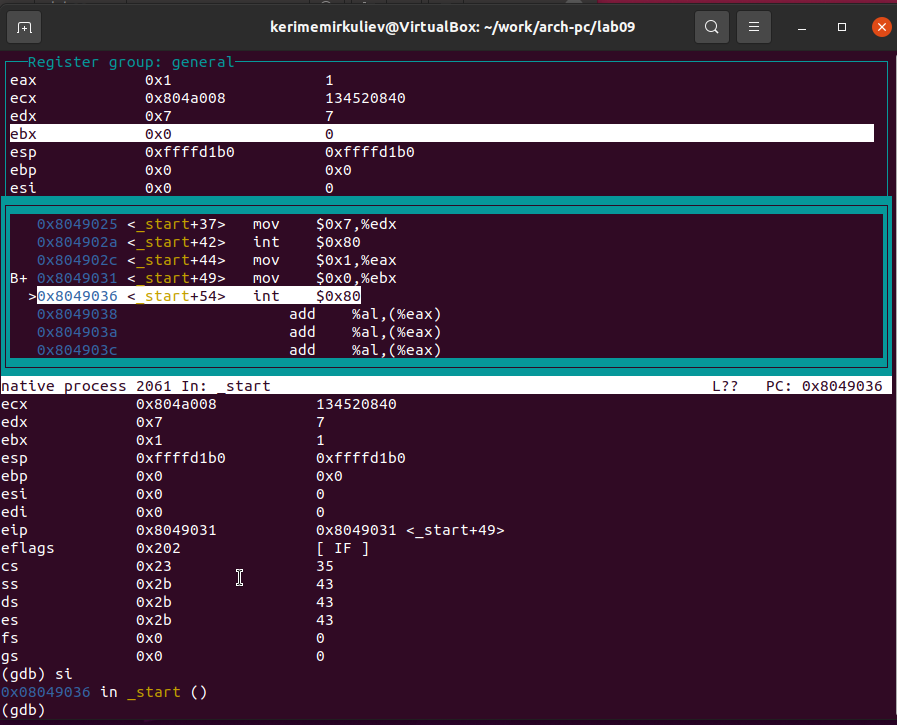 kerimemirkuliev@VirtualBox: ~/work/arch-pc/lab09
Register group: general
eax 0x1 1
ecx 0x804a008 134520840
edx 0x7 7
ebx 0x0 0
esp 0xffffd1b0 0xffffd1b0
ebp 0x0 0x0
esi 0x0 0
0x8049025 <_start+37> mov $0x7,%edx
0x804902a <_start+42> int $0x80
0x804902c <_start+44> mov $0x1,%eax
B+ 0x8049031 <_start+49> mov $0x0,%ebx
>0x8049036 <_start+54> int $0x80
0x8049038 add %al,(%eax)
0x804903a add %al,(%eax)
0x804903c add %al,(%eax)
native process 2061 In: _start L?? PC: 0x8049036
ecx 0x804a008 134520840
edx 0x7 7
ebx 0x1 1
esp 0xffffd1b0 0xffffd1b0
ebp 0x0 0x0
esi 0x0 0
edi 0x0 0
eip 0x8049031 0x8049031 <_start+49>
eflags 0x202 [ IF ]
cs 0x23 35
ss 0x2b 43
ds 0x2b 43
es 0x2b 43
fs 0x0 0
gs 0x0 0
(gdb) si
0x08049036 in _start ()
(gdb)